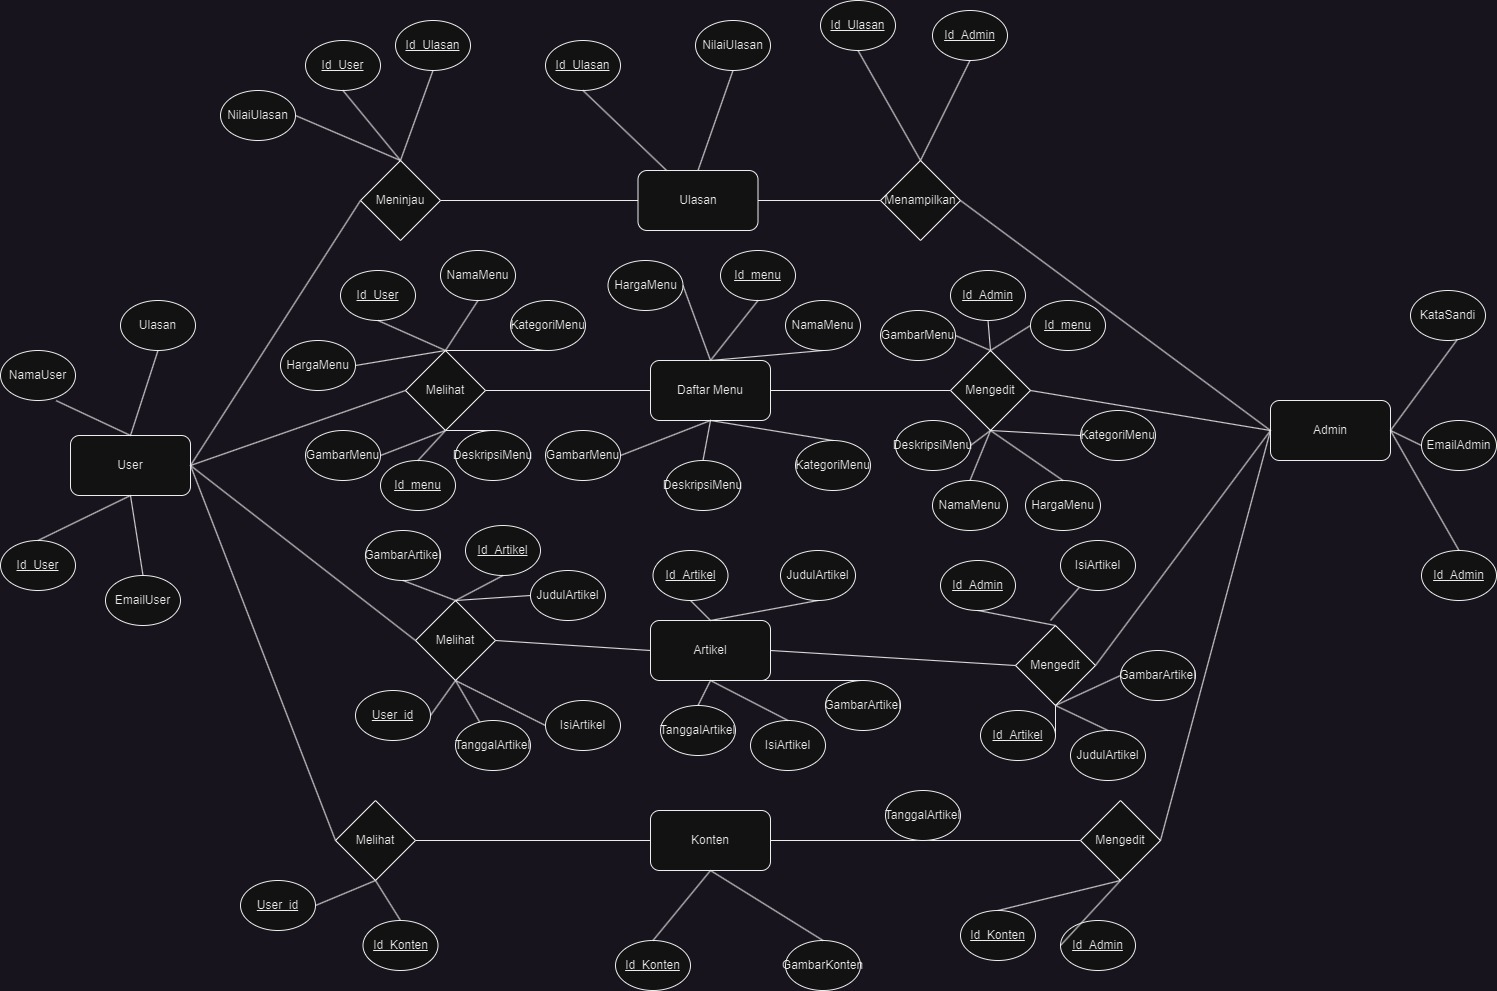 Id_Ulasan
Id_Admin
Id_Ulasan
NilaiUlasan
Id_User
Id_Ulasan
NilaiUlasan
Meninjau
Ulasan
Menampilkan
NamaMenu
Id_menu
HargaMenu
Id_User
Id_Admin
KategoriMenu
NamaMenu
Id_menu
GambarMenu
KataSandi
Ulasan
HargaMenu
NamaUser
Melihat
Daftar Menu
Mengedit
Admin
User
GambarMenu
DeskripsiMenu
GambarMenu
DeskripsiMenu
KategoriMenu
EmailAdmin
Id_menu
DeskripsiMenu
KategoriMenu
NamaMenu
HargaMenu
Id_User
EmailUser
GambarArtikel
Id_Artikel
JudulArtikel
Id_Artikel
JudulArtikel
Id_Admin
IsiArtikel
Id_Admin
Melihat
Artikel
Mengedit
GambarArtikel
User_id
TanggalArtikel
IsiArtikel
TanggalArtikel
IsiArtikel
GambarArtikel
Id_Artikel
JudulArtikel
TanggalArtikel
Melihat
Konten
Mengedit
User_id
Id_Konten
Id_Konten
GambarKonten
Id_Konten
Id_Admin